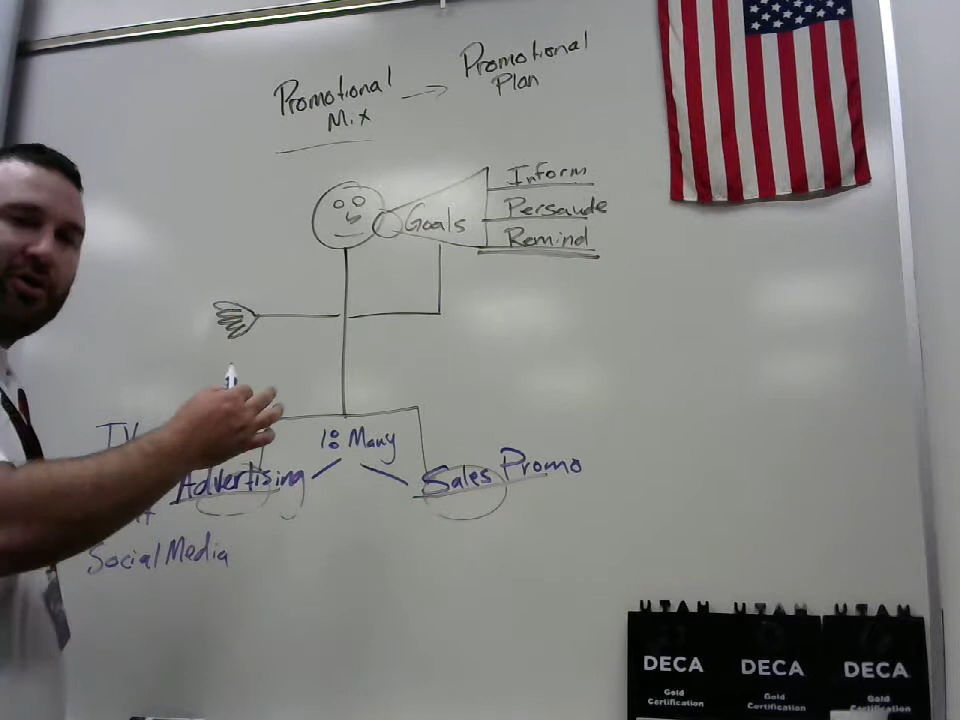 Promotional
Mix
Promotional
Plan
Goals
Inform
Persaude
Remind
TV
1:Many
Advertising
Sales Promo
Social Media
UTAH
DECA
Gold
Certification
UTAH
DECA
Gold
Certification
UTAH
DECA
Gold
Certification